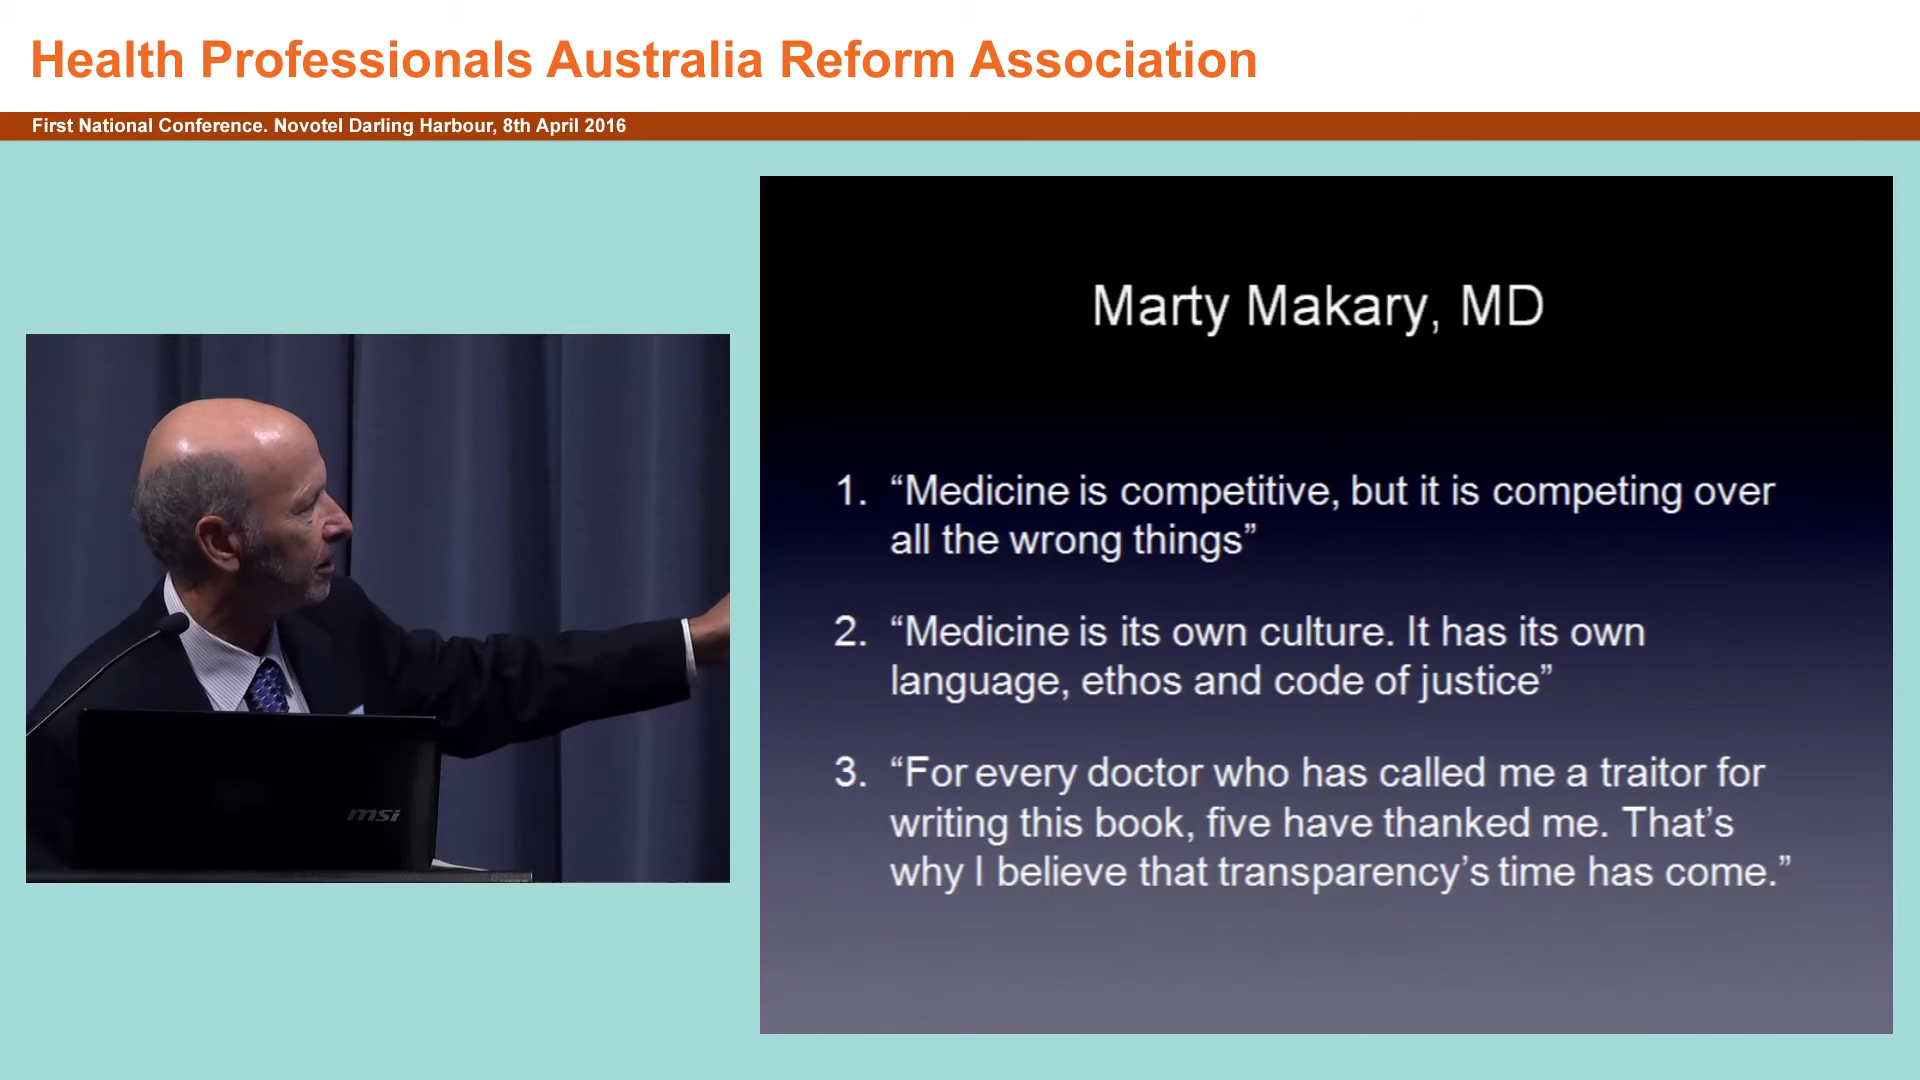 Health Professionals Australia Reform Association
First National Conference. Novotel Darling Harbour, 8th April 2016
Marty Makary, MD
1. “Medicine is competitive, but it is competing over
all the wrong things”
2. “Medicine is its own culture. It has its own
language, ethos and code of justice”
3. “For every doctor who has called me a traitor for
writing this book, five have thanked me. That’s
why I believe that transparency’s time has come.”
msi